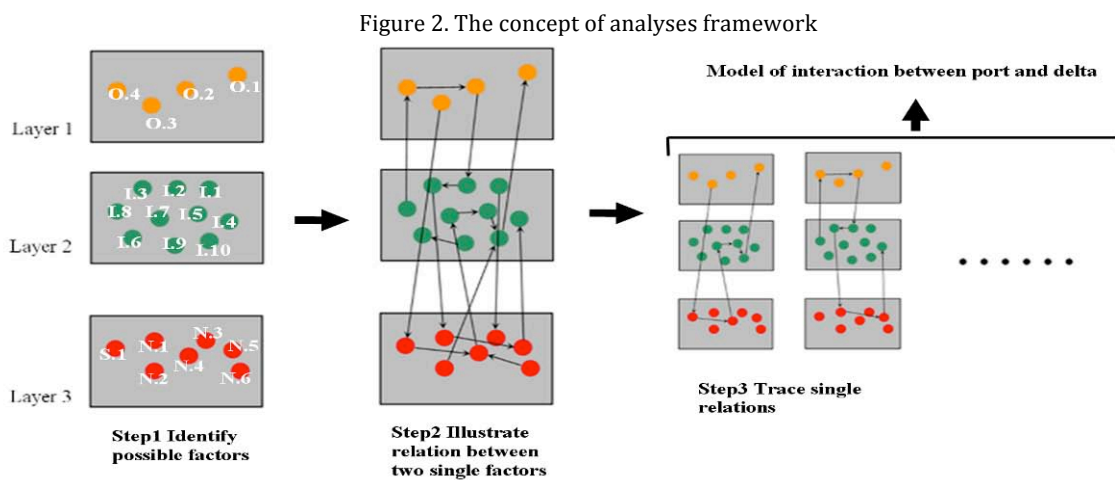 Figure 2. The concept of analyses framework
Model of interaction between port and delta
Layer 1
O.4
O.3
O.2
O.1
Layer 2
I.3
I.2
I.1
I.8
I.7
I.5
I.4
I.6
I.9
I.10
Layer 3
S.1
N.1
N.3
N.5
N.4
N.2
N.6
Step1 Identify
possible factors
Step2 Illustrate
relation between
two single factors
Step3 Trace single
relations